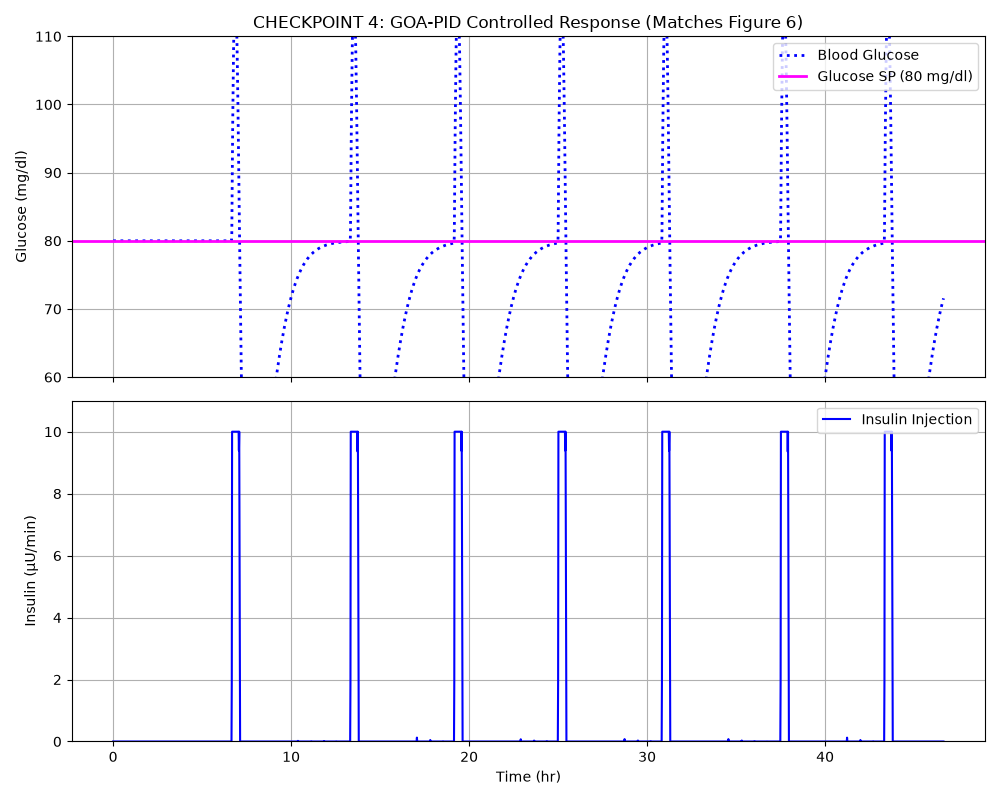 CHECKPOINT 4: GOA-PID Controlled Response (Matches Figure 6)
110
100
90
80
70
60
Glucose (mg/dl)
Blood Glucose
Glucose SP (80 mg/dl)
10
8
6
4
2
0
Insulin (µU/min)
Insulin Injection
0
10
20
30
40
Time (hr)